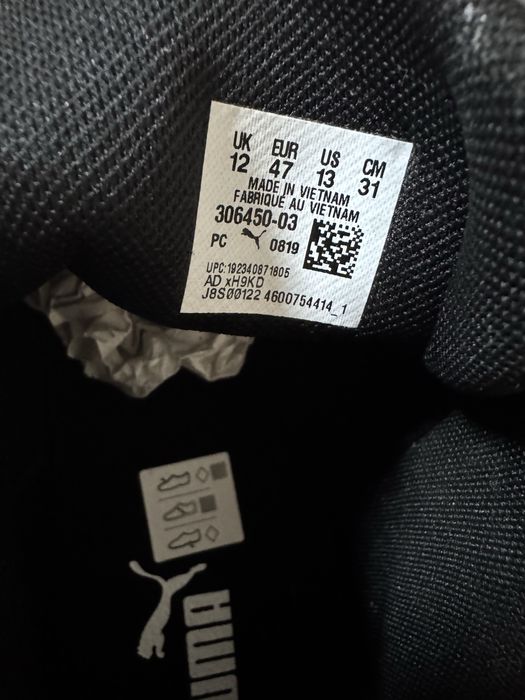 UK EUR US CM
12 47 13 31
MADE IN VIETNAM
FABRIQUE AU VIETNAM
306450-03
PC 0819
UPC:192340871805
AD xH9KD
J8S00122 4600754414_1
PUMA